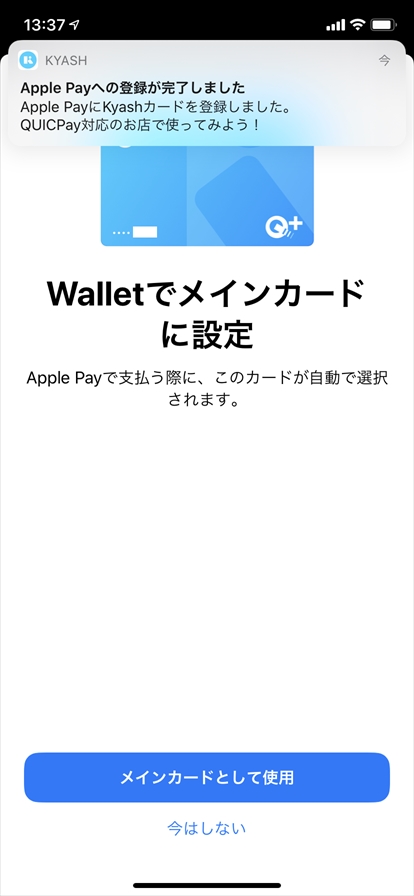 13:37
KYASH
今
Apple Payへの登録が完了しました
Apple PayにKyashカードを登録しました。
QUICPay対応のお店で使ってみよう！
Q+
Walletでメインカード
に設定
Apple Payで支払う際に、このカードが自動で選択
されます。
メインカードとして使用
今はしない